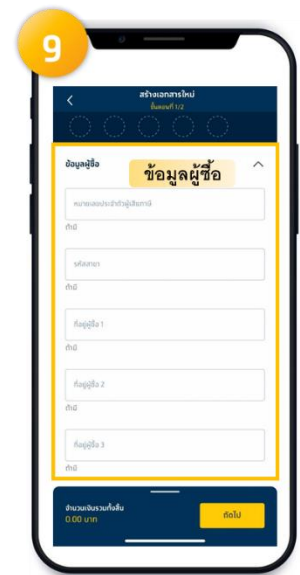 9
สร้างเอกสารใหม่
ขั้นตอนที่ 1/2
ข้อมูลผู้ซื้อ
ข้อมูลผู้ซื้อ
หมายเลขประจำตัวผู้เสียภาษี
ถ้ามี
รหัสสาขา
ถ้ามี
ที่อยู่ผู้ซื้อ 1
ถ้ามี
ที่อยู่ผู้ซื้อ 2
ถ้ามี
ที่อยู่ผู้ซื้อ 3
ถ้ามี
จำนวนเงินรวมทั้งสิ้น
0.00 บาท
ถัดไป